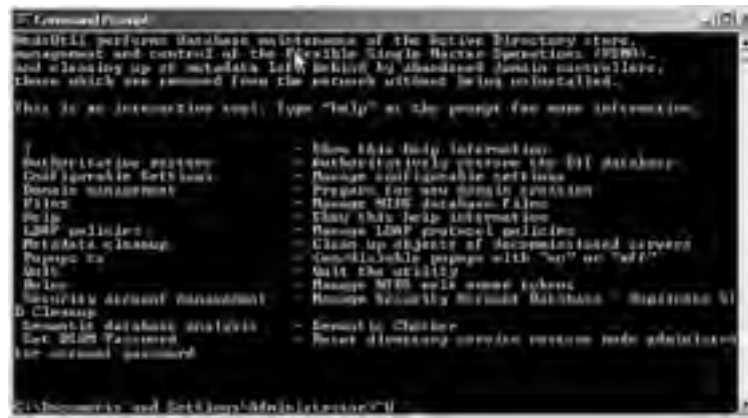 Command Prompt
NtdsUtil performs database maintenance of the Active Directory store,
management and control of the Flexible Single Master Operations (FSMO),
and cleaning up of metadata left behind by abandoned domain controllers,
those which are removed from the network without being uninstalled.
This is an interactive tool. Type "help" at the prompt for more information.
? - Show this help information
Authoritative restore - Authoritatively restore the DIT database
Configurable Settings - Manage configurable settings
Domain management - Prepare for new domain creation
Files - Manage NTDS database files
Help - Show this help information
LDAP policies - Manage LDAP protocol policies
Metadata cleanup - Clean up objects of decommissioned servers
Popups %s - (en/dis)able popups with "on" or "off"
Quit - Quit the utility
Roles - Manage NTDS role owner tokens
Security account management - Manage Security Account Database - Duplicate SI
D Cleanup
Semantic database analysis - Semantic Checker
Set DSRM Password - Reset directory service restore mode administra
tor account password
C:\Documents and Settings\Administrator>